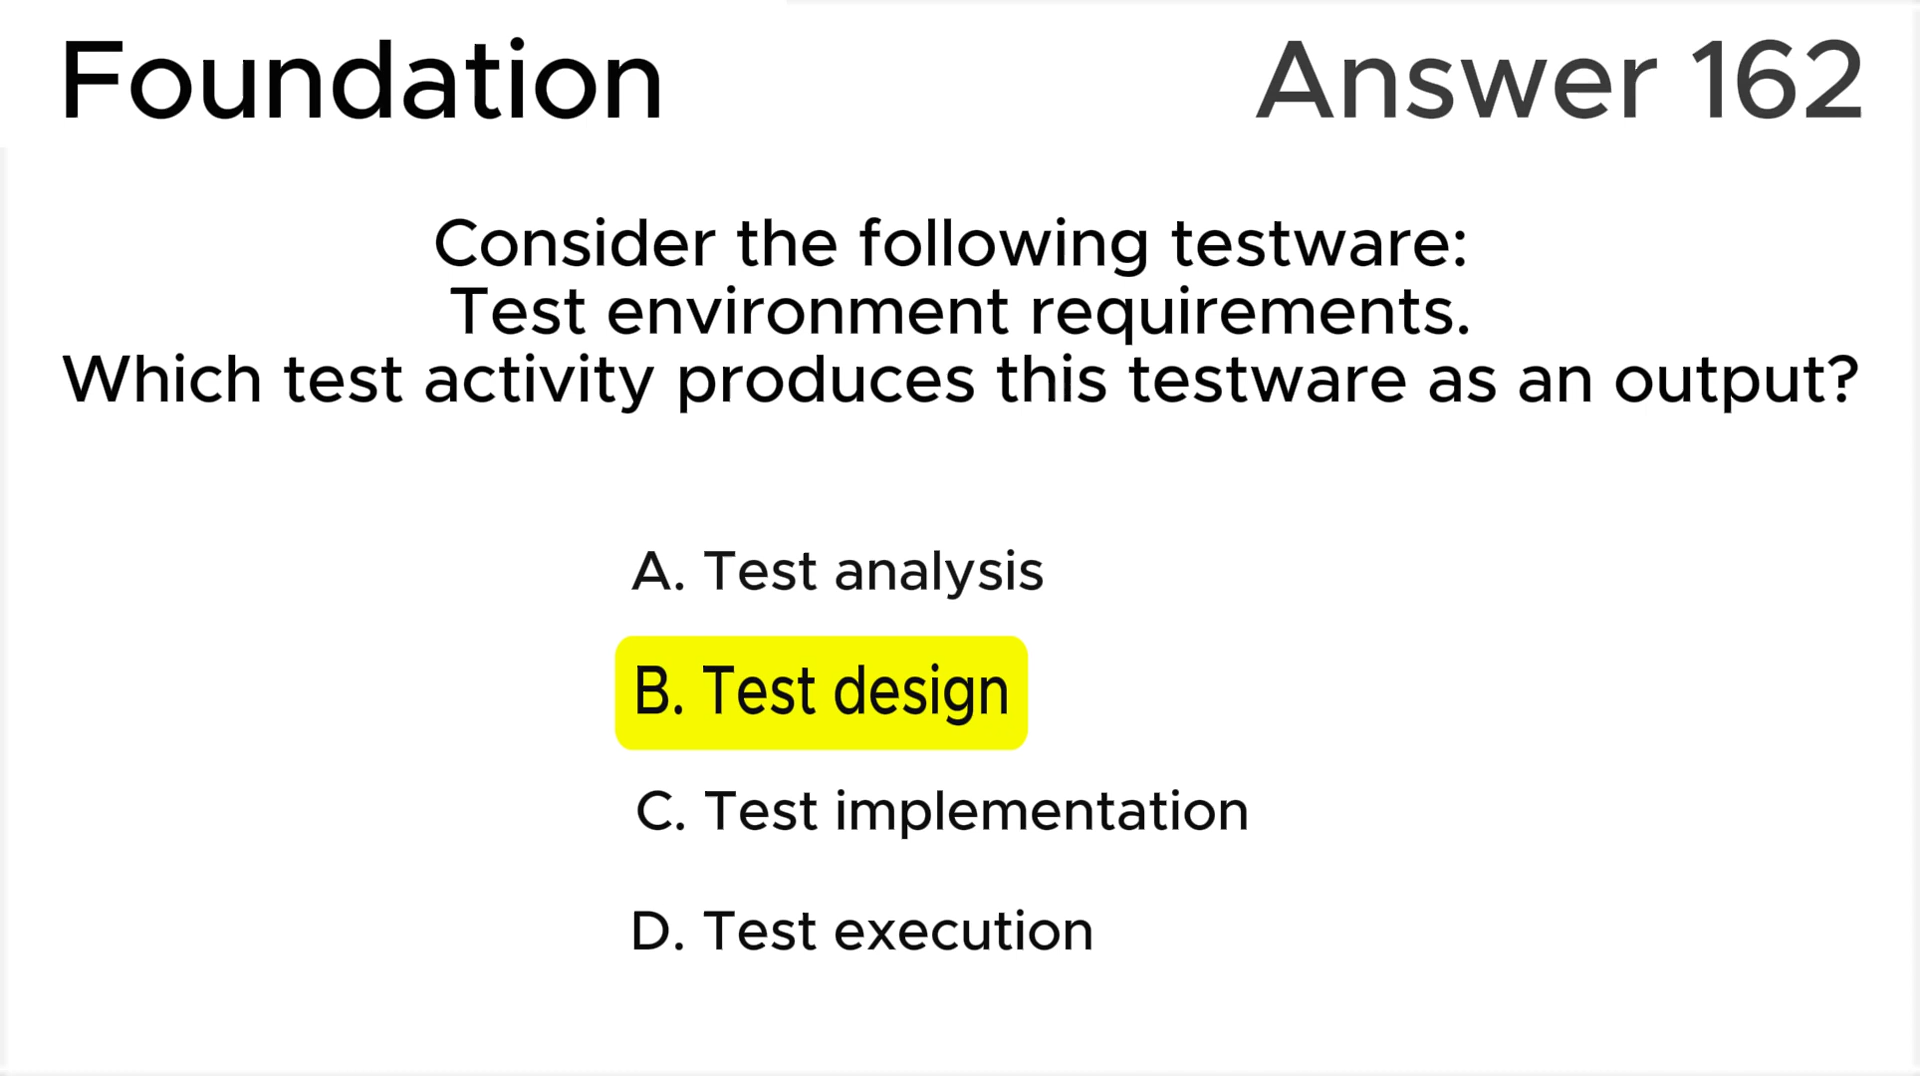 Foundation
Answer 162
Consider the following testware:
Test environment requirements.
Which test activity produces this testware as an output?
A. Test analysis
B. Test design
C. Test implementation
D. Test execution